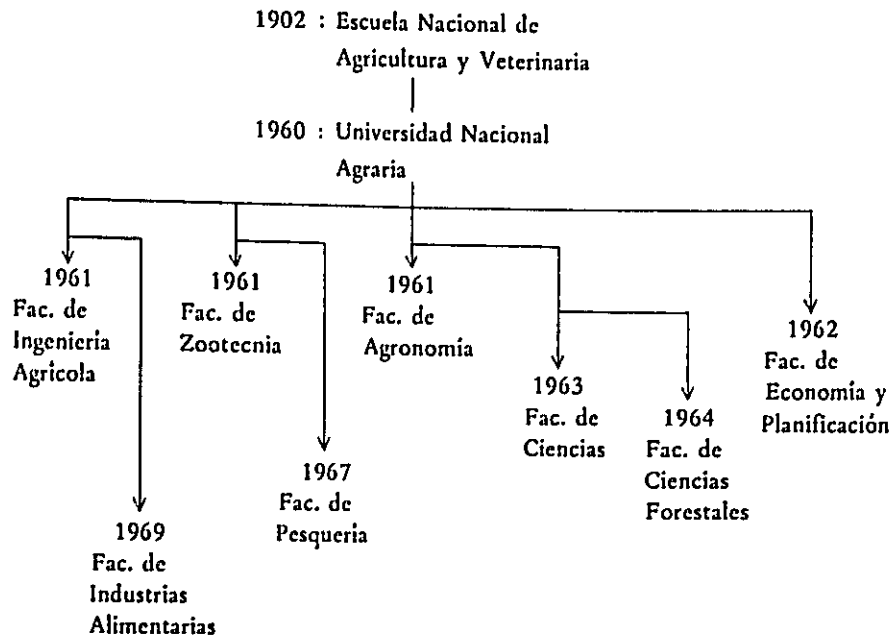 1902 : Escuela Nacional de
Agricultura y Veterinaria
1960 : Universidad Nacional
Agraria
1961
Fac. de
Ingeniería
Agrícola
1961
Fac. de
Zootecnia
1961
Fac. de
Agronomía
1962
Fac. de
Economía y
Planificación
1963
Fac. de
Ciencias
1964
Fac. de
Ciencias
Forestales
1967
Fac. de
Pesquería
1969
Fac. de
Industrias
Alimentarias